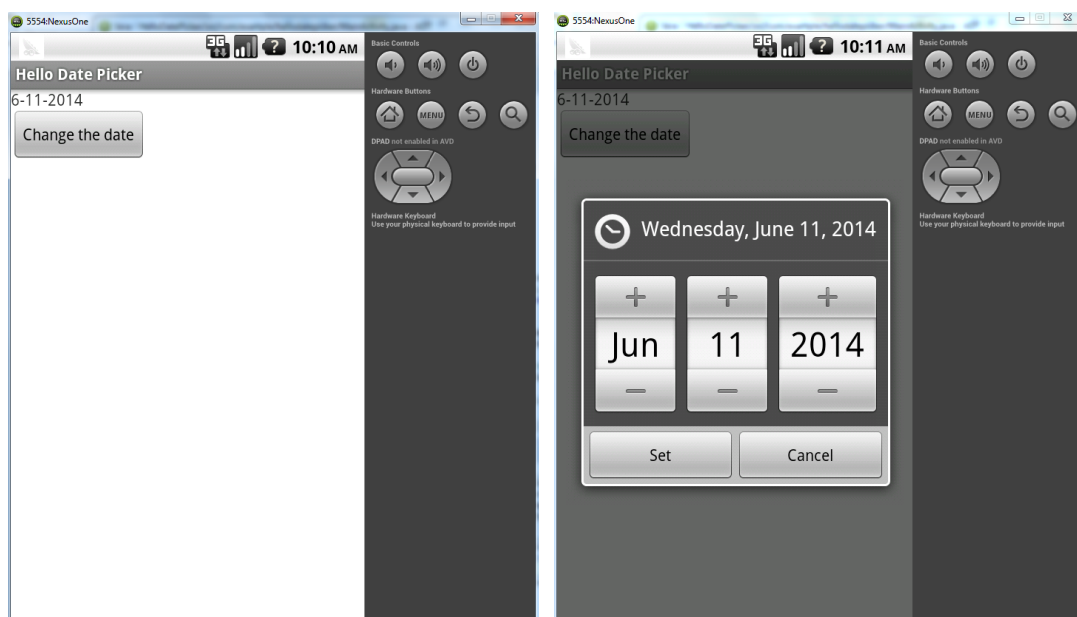 5554:NexusOne
3G ? 10:10 AM
Hello Date Picker
6-11-2014
Change the date
Basic Controls
Hardware Buttons
MENU
DPAD not enabled in AVD
Hardware Keyboard
Use your physical keyboard to provide input
5554:NexusOne
3G ? 10:11 AM
Hello Date Picker
6-11-2014
Change the date
Wednesday, June 11, 2014
+ + +
Jun 11 2014
− − −
Set Cancel
Basic Controls
Hardware Buttons
MENU
DPAD not enabled in AVD
Hardware Keyboard
Use your physical keyboard to provide input